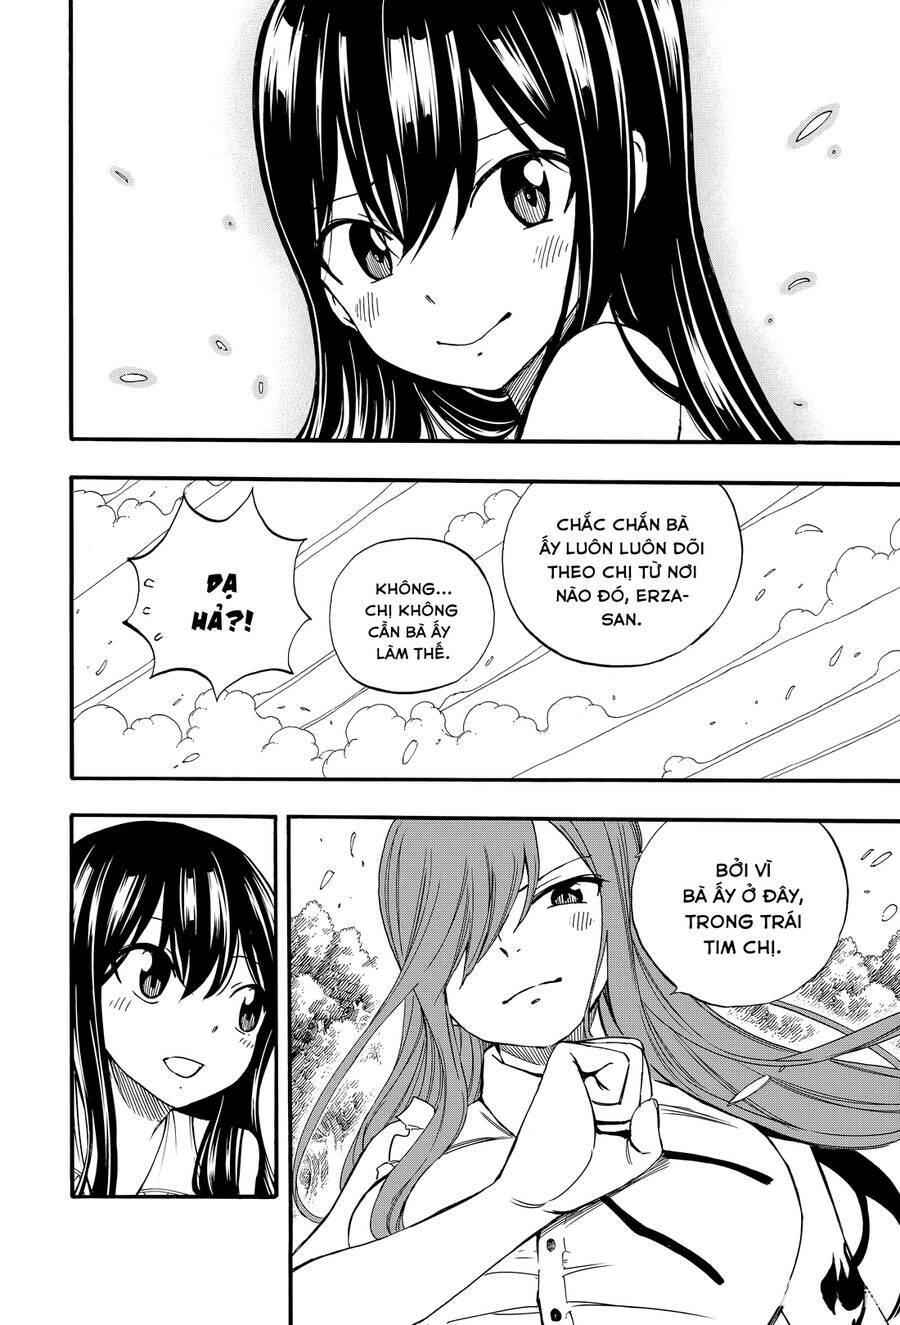 CHẮC CHẮN BÀ
ẤY LUÔN LUÔN DÕI
THEO CHỊ TỪ NƠI
NÀO ĐÓ, ERZA-
SAN.
KHÔNG...
CHỊ KHÔNG
CẦN BÀ ẤY
LÀM THẾ.
DẠ
HẢ?!
BỞI VÌ
BÀ ẤY Ở ĐÂY,
TRONG TRÁI
TIM CHỊ.